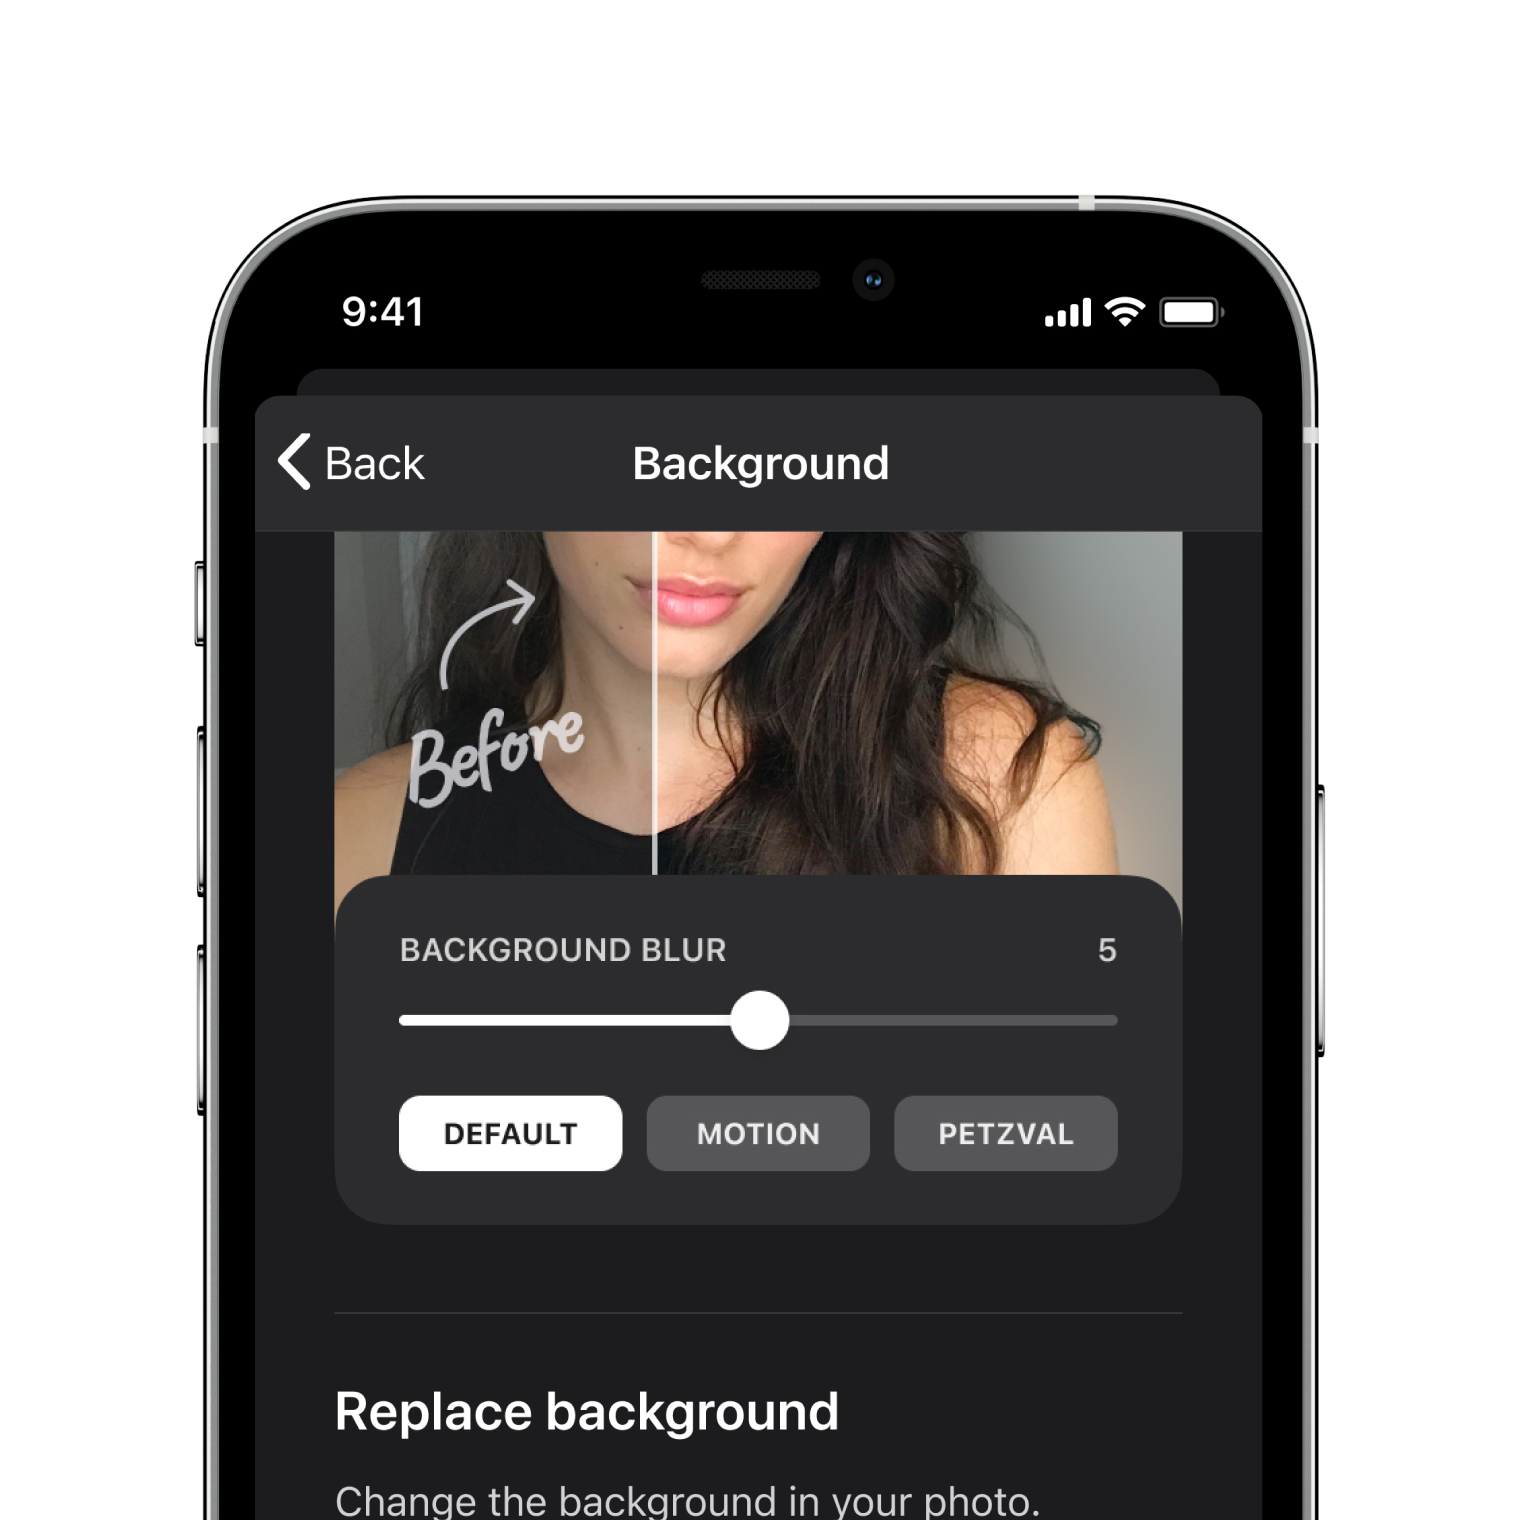 9:41
Back
Background
Before
BACKGROUND BLUR 5
DEFAULT MOTION PETZVAL
Replace background
Change the background in your photo.